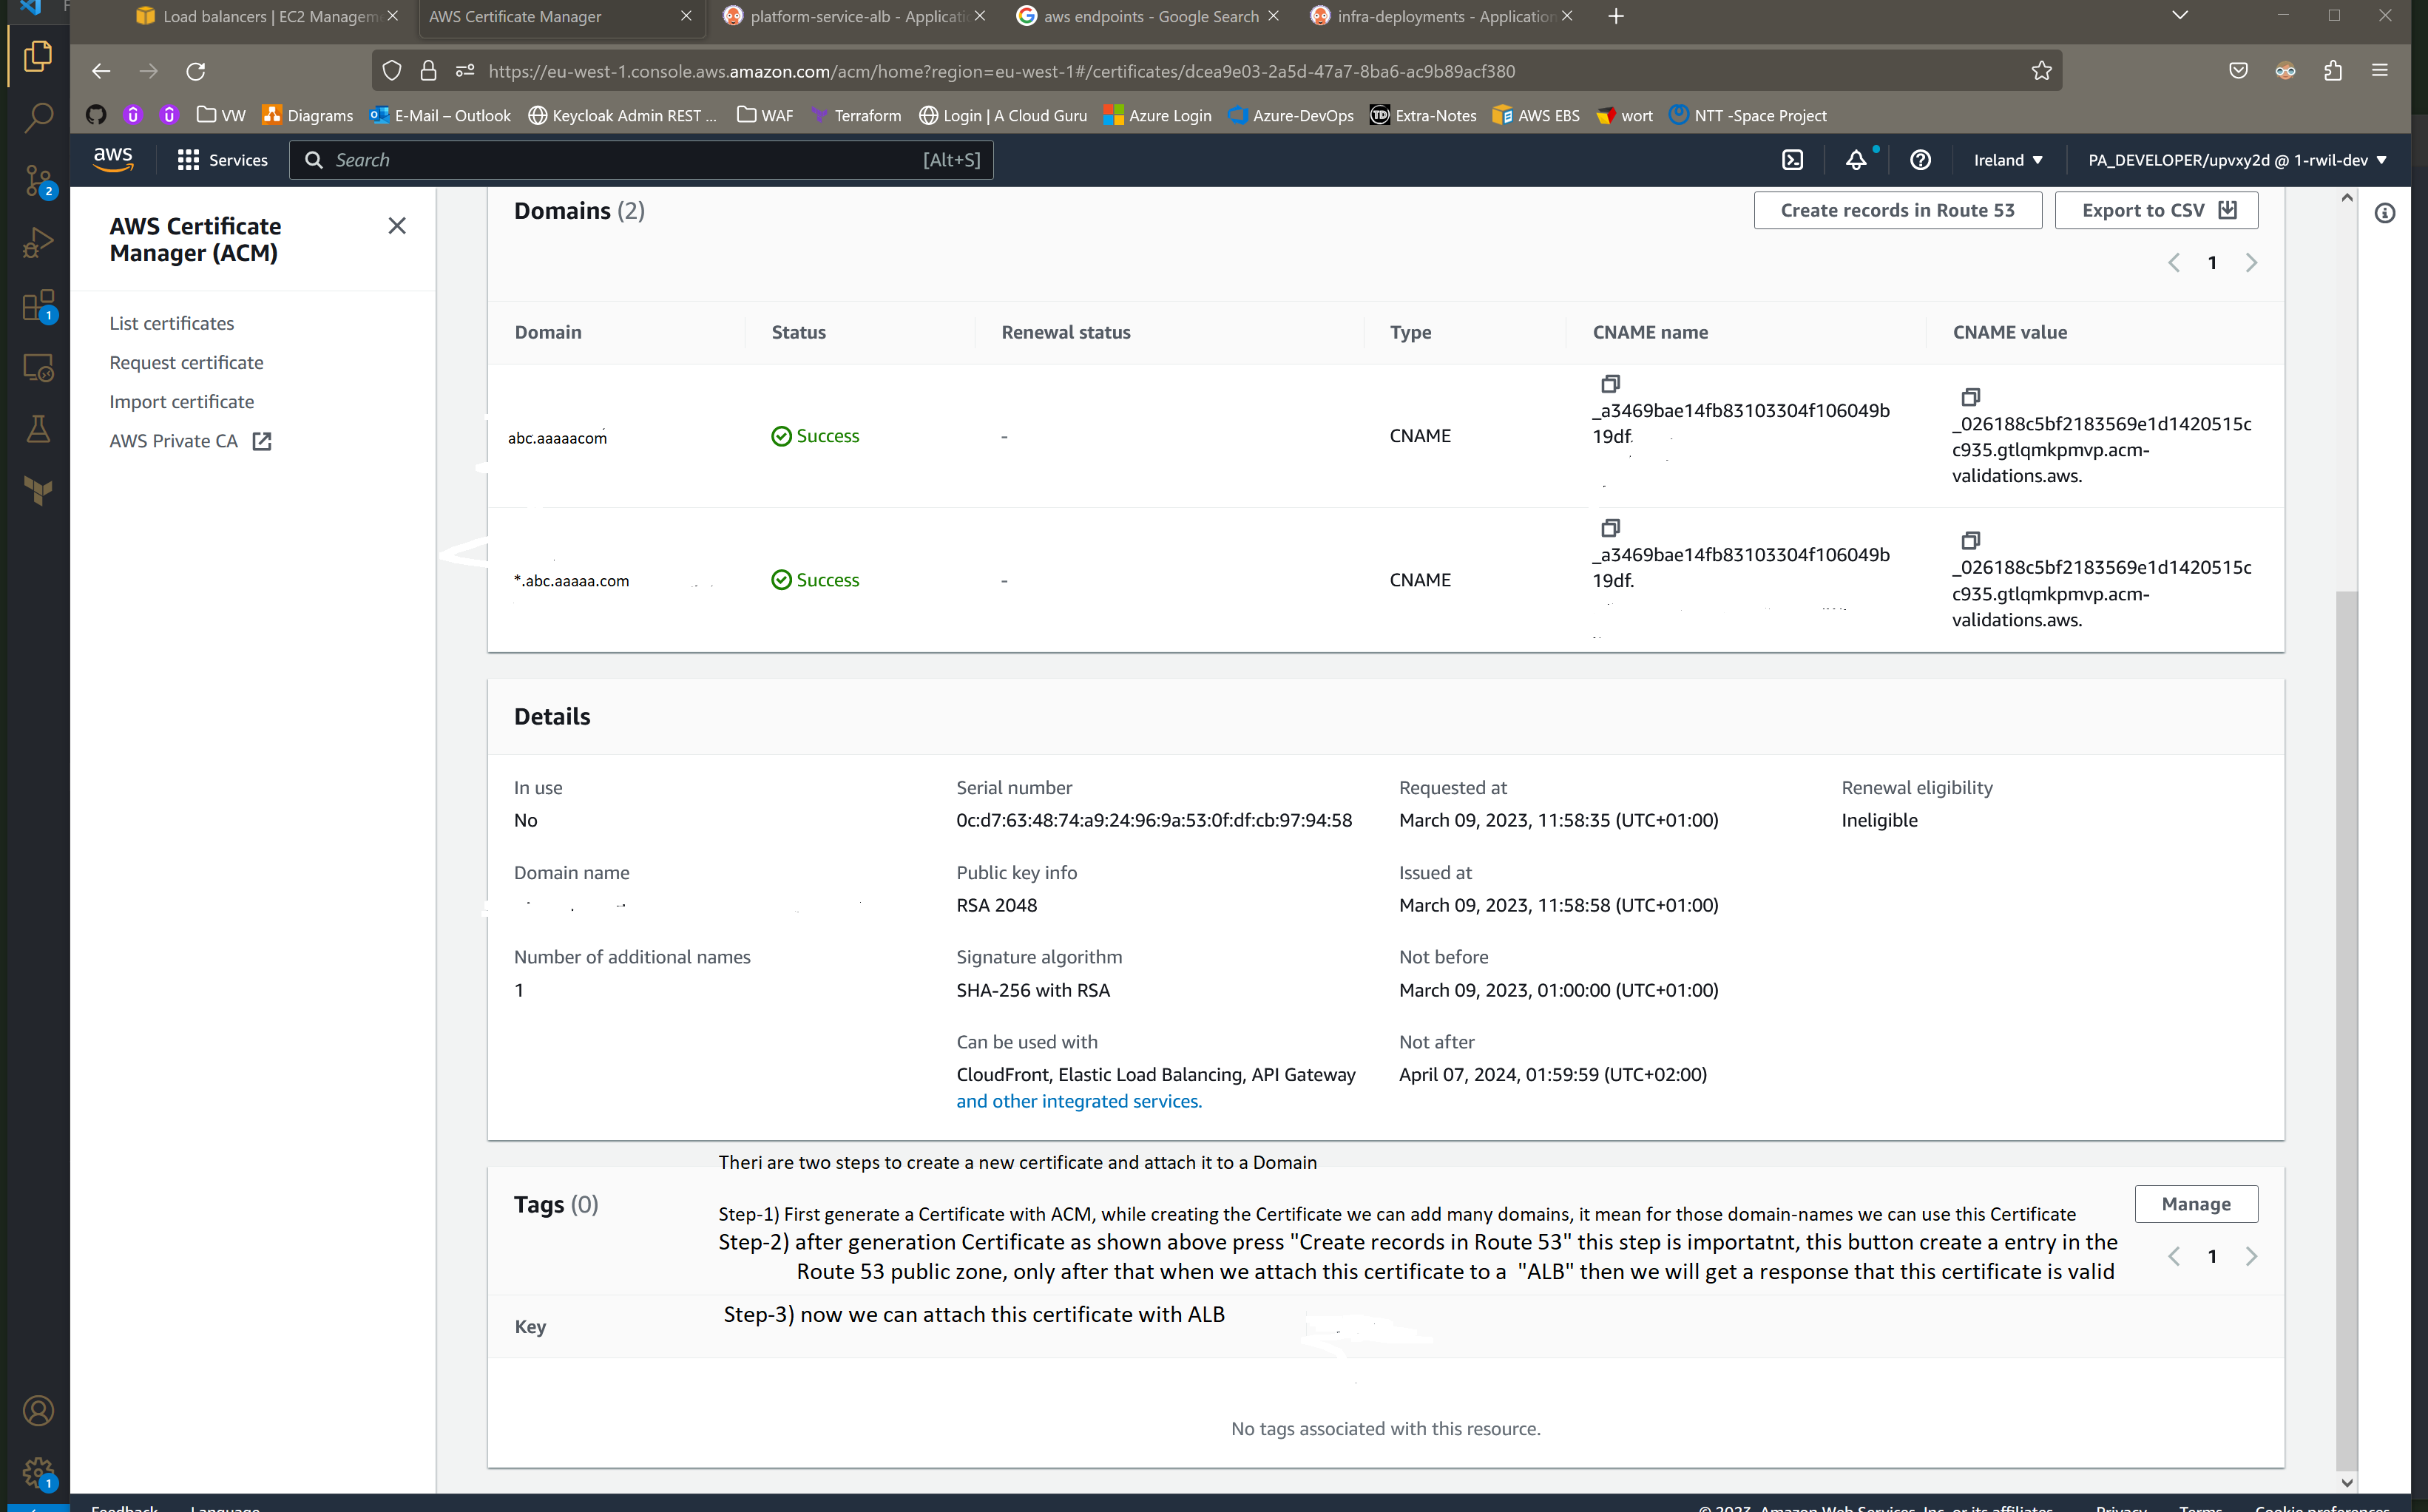 Load balancers | EC2 Managem
AWS Certificate Manager
platform-service-alb - Applicatio
aws endpoints - Google Search
infra-deployments - Application
https://eu-west-1.console.aws.amazon.com/acm/home?region=eu-west-1#/certificates/dcea9e03-2a5d-47a7-8ba6-ac9b89acf380
VW
Diagrams
E-Mail – Outlook
Keycloak Admin REST ...
WAF
Terraform
Login | A Cloud Guru
Azure Login
Azure-DevOps
Extra-Notes
AWS EBS
wort
NTT -Space Project
aws
Services
Search
[Alt+S]
Ireland
PA_DEVELOPER/upvxy2d @ 1-rwil-dev
AWS Certificate
Manager (ACM)
List certificates
Request certificate
Import certificate
AWS Private CA
Domains (2)
Create records in Route 53
Export to CSV
1
Domain
Status
Renewal status
Type
CNAME name
CNAME value
abc.aaaaacom
Success
-
CNAME
_a3469bae14fb83103304f106049b
19df.
_026188c5bf2183569e1d1420515c
c935.gtlqmkpmvp.acm-
validations.aws.
*.abc.aaaaa.com
Success
-
CNAME
_a3469bae14fb83103304f106049b
19df.
_026188c5bf2183569e1d1420515c
c935.gtlqmkpmvp.acm-
validations.aws.
Details
In use
No
Serial number
0c:d7:63:48:74:a9:24:96:9a:53:0f:df:cb:97:94:58
Requested at
March 09, 2023, 11:58:35 (UTC+01:00)
Renewal eligibility
Ineligible
Domain name
Public key info
RSA 2048
Issued at
March 09, 2023, 11:58:58 (UTC+01:00)
Number of additional names
1
Signature algorithm
SHA-256 with RSA
Not before
March 09, 2023, 01:00:00 (UTC+01:00)
Can be used with
CloudFront, Elastic Load Balancing, API Gateway
and other integrated services.
Not after
April 07, 2024, 01:59:59 (UTC+02:00)
Theri are two steps to create a new certificate and attach it to a Domain
Tags (0)
Manage
Step-1) First generate a Certificate with ACM, while creating the Certificate we can add many domains, it mean for those domain-names we can use this Certificate
Step-2) after generation Certificate as shown above press "Create records in Route 53" this step is importatnt, this button create a entry in the
Route 53 public zone, only after that when we attach this certificate to a "ALB" then we will get a response that this certificate is valid
1
Step-3) now we can attach this certificate with ALB
Key
No tags associated with this resource.
Feedback
Language
© 2023, Amazon Web Services, Inc. or its affiliates.
Privacy
Terms
Cookie preferences
2
1
1